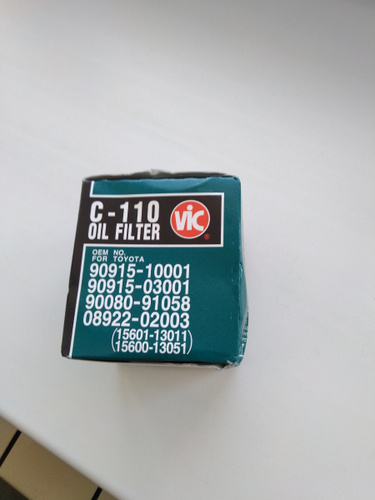 C-110
OIL FILTER
VIC
®
OEM NO.
FOR TOYOTA
90915-10001
90915-03001
90080-91058
08922-02003
(15601-13011)
(15600-13051)